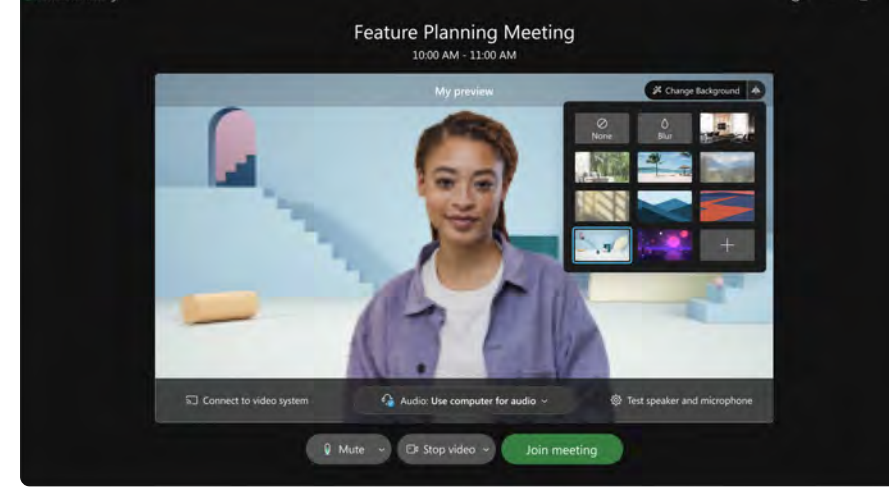 Feature Planning Meeting
10:00 AM - 11:00 AM
My preview
Change Background
None
Blur
Connect to video system
Audio: Use computer for audio
Test speaker and microphone
Mute
Stop video
Join meeting